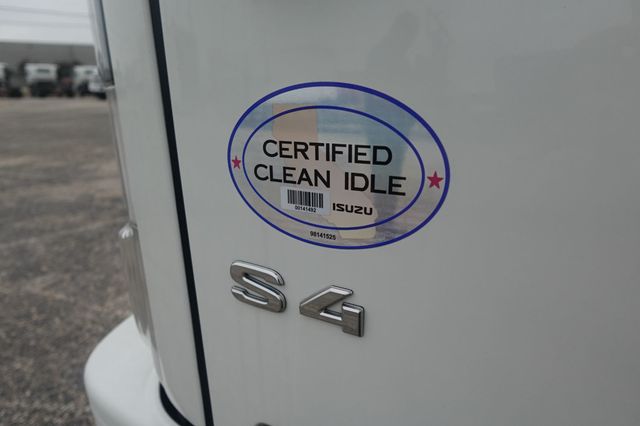 CERTIFIED
CLEAN IDLE
00141492
ISUZU
98141525
S4